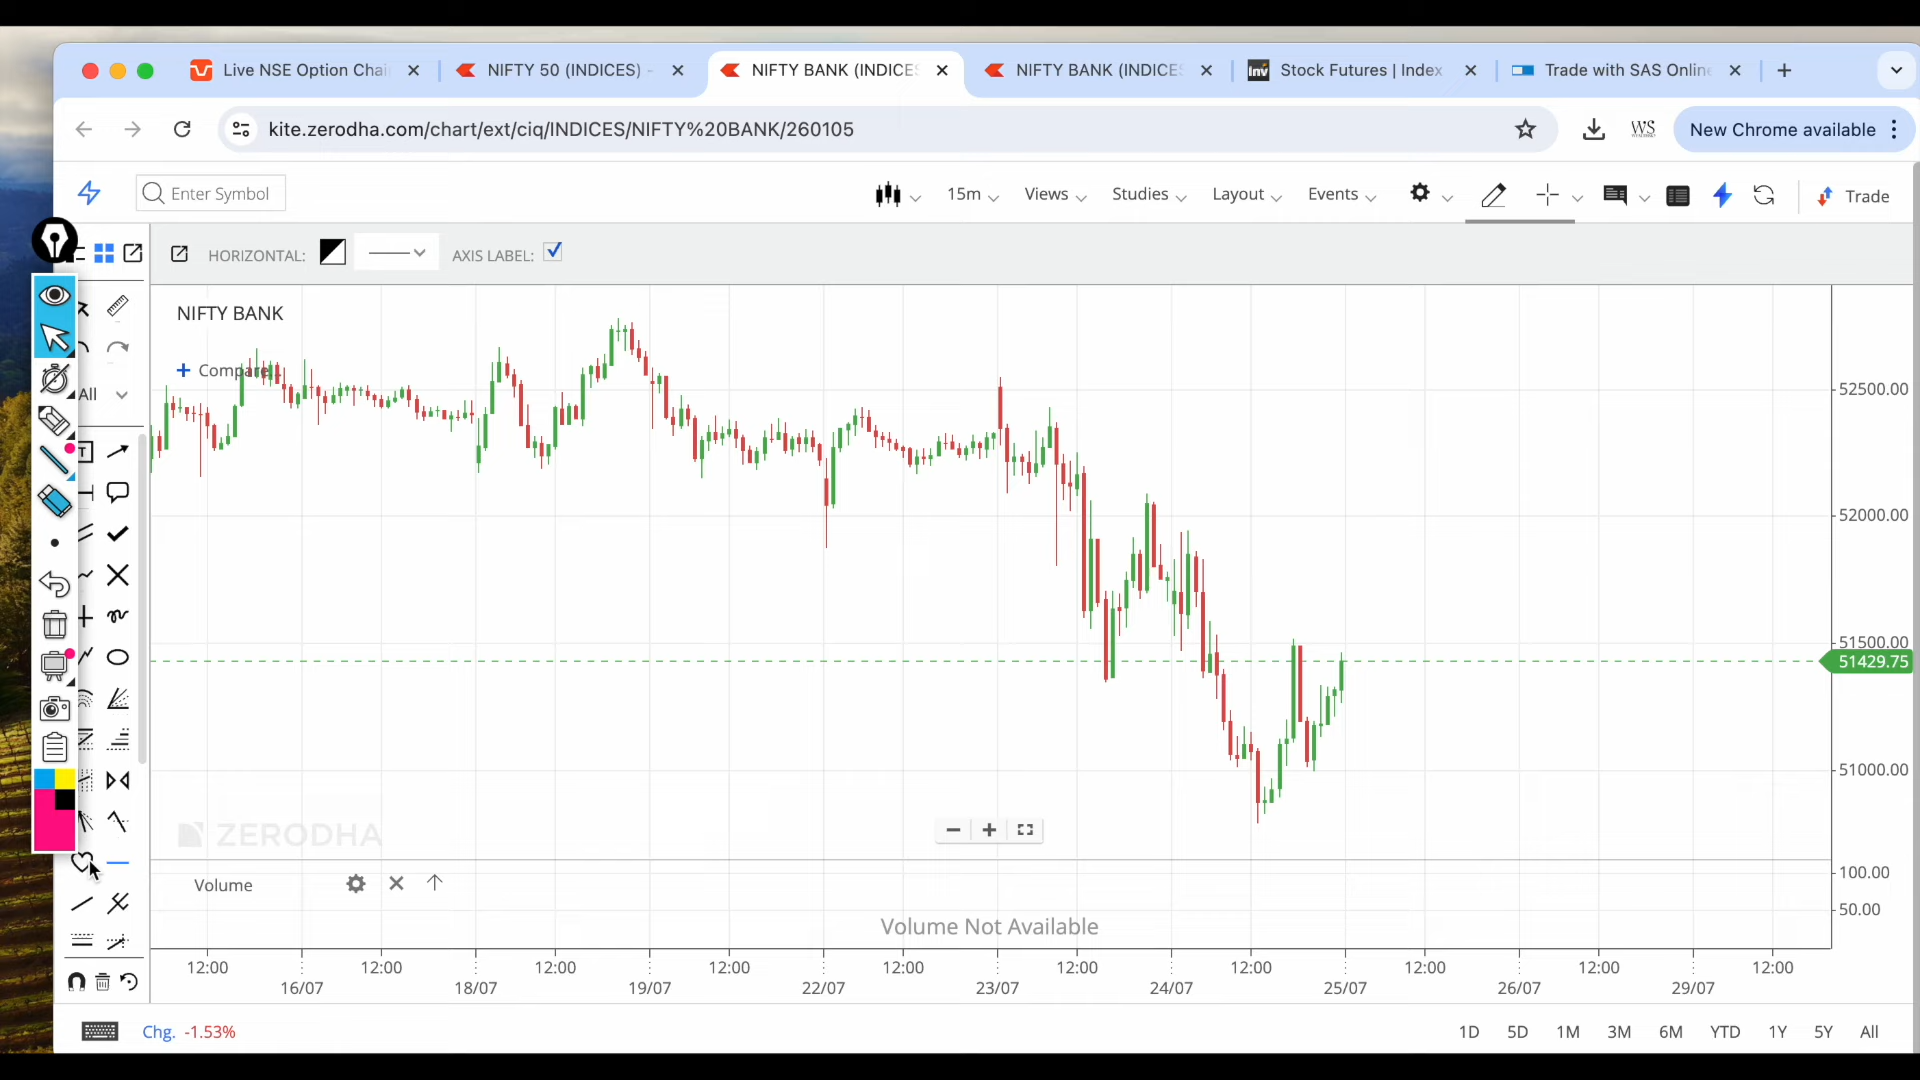 Live NSE Option Chai
NIFTY 50 (INDICES) -
NIFTY BANK (INDICES
NIFTY BANK (INDICES
Inv
Stock Futures | Index
Trade with SAS Online
kite.zerodha.com/chart/ext/ciq/INDICES/NIFTY%20BANK/260105
WS
New Chrome available
Enter Symbol
15m
Views
Studies
Layout
Events
Trade
HORIZONTAL:
AXIS LABEL:
NIFTY BANK
+ Compare...
All
T
52500.00
52000.00
51500.00
51429.75
51000.00
ZERODHA
Volume
100.00
50.00
Volume Not Available
12:00 12:00 12:00 12:00 12:00 12:00 12:00 12:00 12:00 12:00
16/07 18/07 19/07 22/07 23/07 24/07 25/07 26/07 29/07
Chg. -1.53%
1D 5D 1M 3M 6M YTD 1Y 5Y All